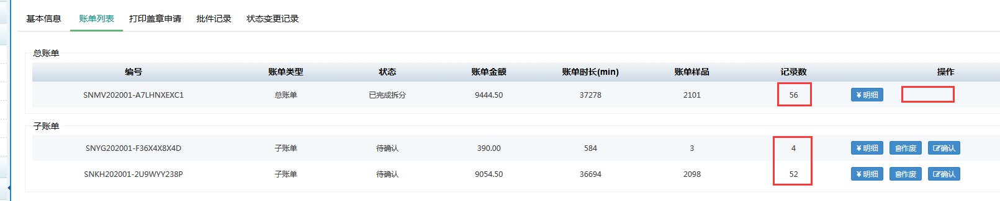 基本信息 账单列表 打印盖章申请 批件记录 状态变更记录
总账单
编号 账单类型 状态 账单金额 账单时长(min) 账单样品 记录数 操作
SNMV202001-A7LHNXEXC1 总账单 已完成拆分 9444.50 37278 2101 56 ¥明细
子账单
SNYG202001-F36X4X8X4D 子账单 待确认 390.00 584 3 4 ¥明细 作废 确认
SNKH202001-2U9WYY238P 子账单 待确认 9054.50 36694 2098 52 ¥明细 作废 确认